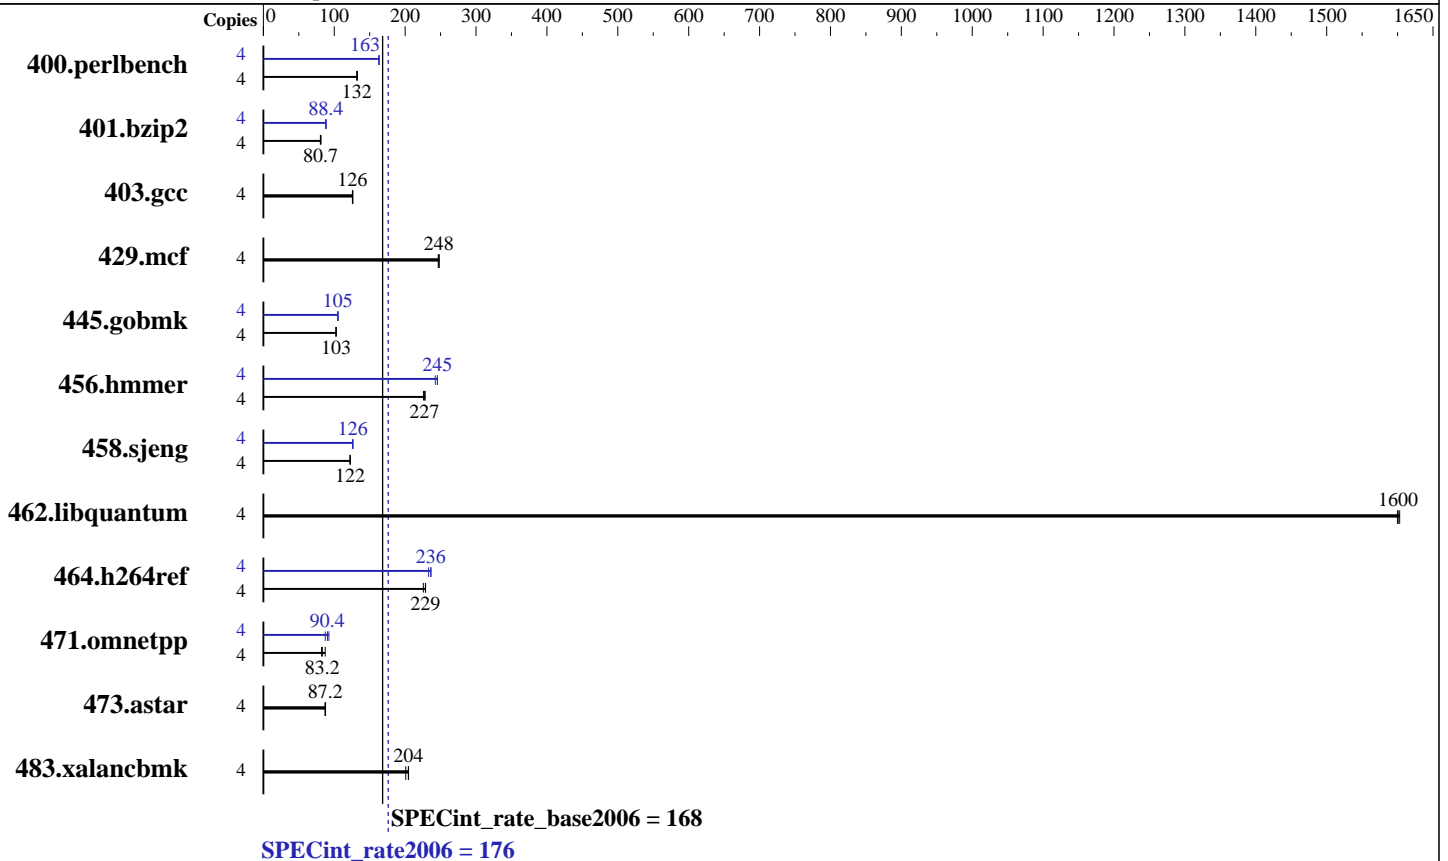 Copies 0 100 200 300 400 500 600 700 800 900 1000 1100 1200 1300 1400 1500 1650
400.perlbench 4 163
4 132
401.bzip2 4 88.4
4 80.7
403.gcc 4 126
429.mcf 4 248
445.gobmk 4 105
4 103
456.hmmer 4 245
4 227
458.sjeng 4 126
4 122
462.libquantum 4 1600
464.h264ref 4 236
4 229
471.omnetpp 4 90.4
4 83.2
473.astar 4 87.2
483.xalancbmk 4 204
SPECint_rate_base2006 = 168
SPECint_rate2006 = 176